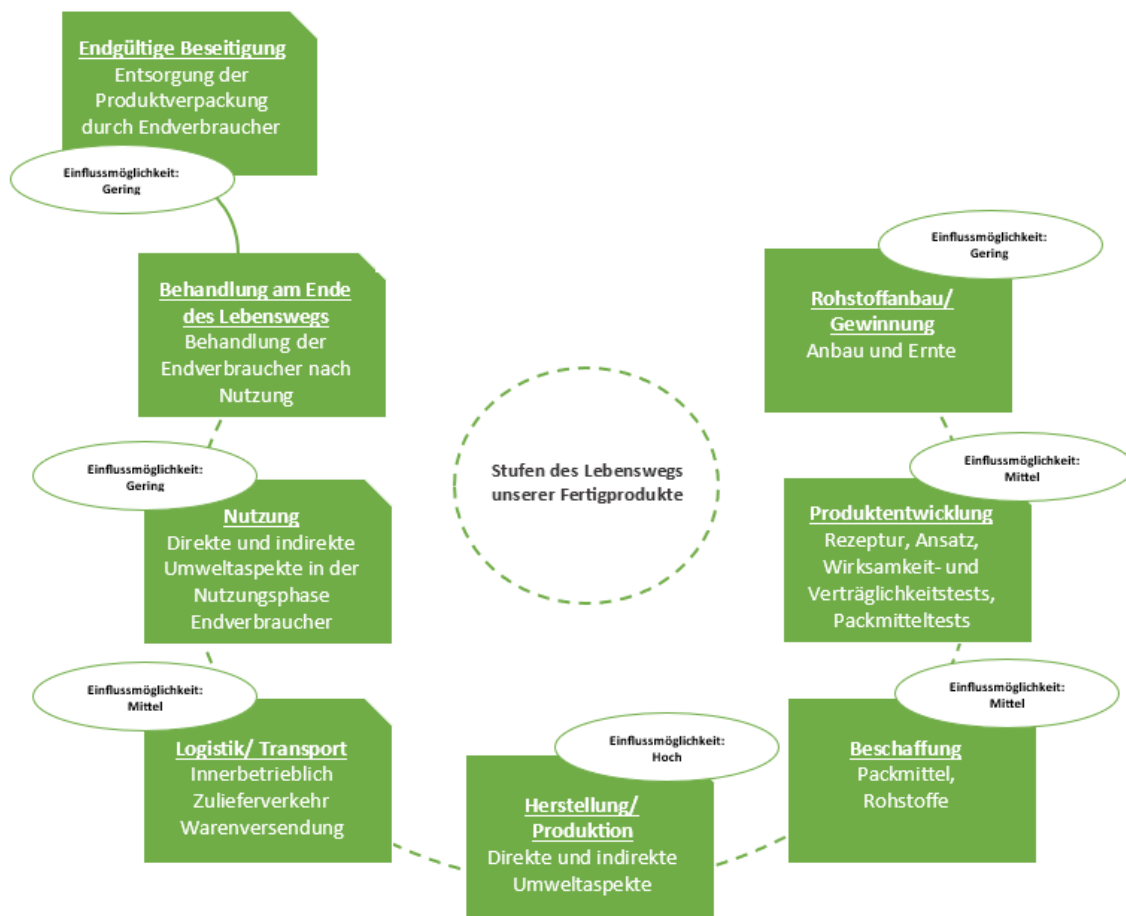 Endgültige Beseitigung
Entsorgung der
Produktverpackung
durch Endverbraucher
Einflussmöglichkeit:
Gering
Behandlung am Ende
des Lebenswegs
Behandlung der
Endverbraucher nach
Nutzung
Einflussmöglichkeit:
Gering
Nutzung
Direkte und indirekte
Umweltaspekte in der
Nutzungsphase
Endverbraucher
Einflussmöglichkeit:
Mittel
Logistik/ Transport
Innerbetrieblich
Zulieferverkehr
Warenversendung
Stufen des Lebenswegs
unserer Fertigprodukte
Einflussmöglichkeit:
Hoch
Herstellung/
Produktion
Direkte und indirekte
Umweltaspekte
Einflussmöglichkeit:
Gering
Rohstoffanbau/
Gewinnung
Anbau und Ernte
Einflussmöglichkeit:
Mittel
Produktentwicklung
Rezeptur, Ansatz,
Wirksamkeit- und
Verträglichkeitstests,
Packmitteltests
Einflussmöglichkeit:
Mittel
Beschaffung
Packmittel,
Rohstoffe